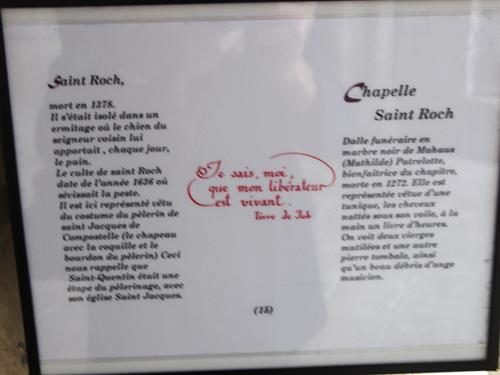 Saint Roch,
mort en 1378.
Il s'était isolé dans un
ermitage où le chien du
seigneur voisin lui
apportait, chaque jour,
le pain.
Le culte de saint Roch
date de l'année 1636 où
sévissait la peste.
Il est ici représenté vêtu
du costume du pèlerin de
saint Jacques de
Compostelle (le chapeau
avec la coquille et le
bourdon du pèlerin) Ceci
nous rappelle que
Saint-Quentin était une
étape du pèlerinage, avec
son église Saint Jacques.
Je sais, moi,
que mon libérateur
est vivant.
livre de Job
Chapelle
Saint Roch
Dalle funéraire en
marbre noir de Mahaus
(Mathilde) Patrelotte,
bienfaitrice du chapitre,
morte en 1272. Elle est
représentée vêtue d'une
tunique, les cheveux
nattés sous son voile, à la
main un livre d'heures.
On voit deux vierges
mutilées et une autre
pierre tombale, ainsi
qu'un beau débris d'ange
musicien.
(15)